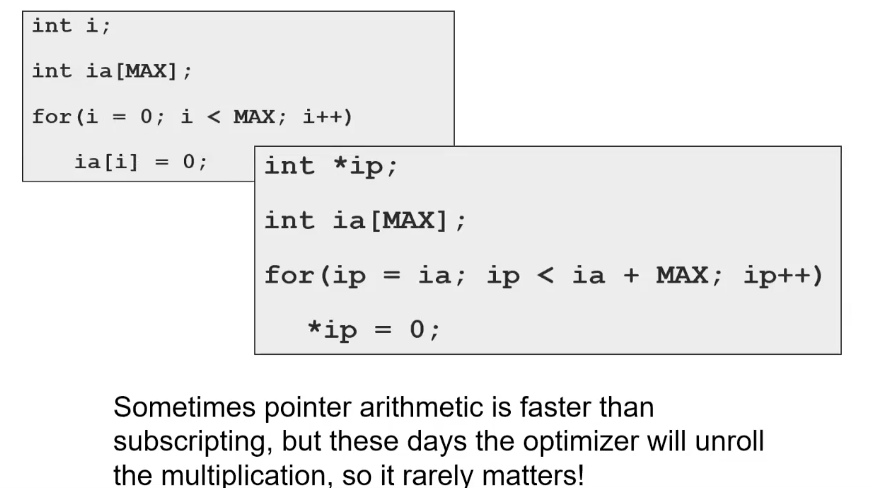 int i;
int ia[MAX];
for(i = 0; i < MAX; i++)
ia[i] = 0;
int *ip;
int ia[MAX];
for(ip = ia; ip < ia + MAX; ip++)
*ip = 0;
Sometimes pointer arithmetic is faster than
subscripting, but these days the optimizer will unroll
the multiplication, so it rarely matters!